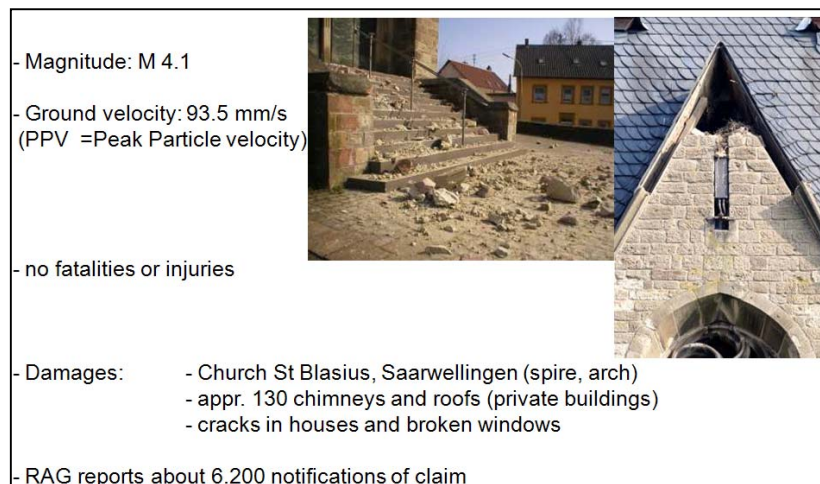 - Magnitude: M 4.1
- Ground velocity: 93.5 mm/s
(PPV =Peak Particle velocity)
- no fatalities or injuries
- Damages: - Church St Blasius, Saarwellingen (spire, arch)
- appr. 130 chimneys and roofs (private buildings)
- cracks in houses and broken windows
- RAG reports about 6.200 notifications of claim